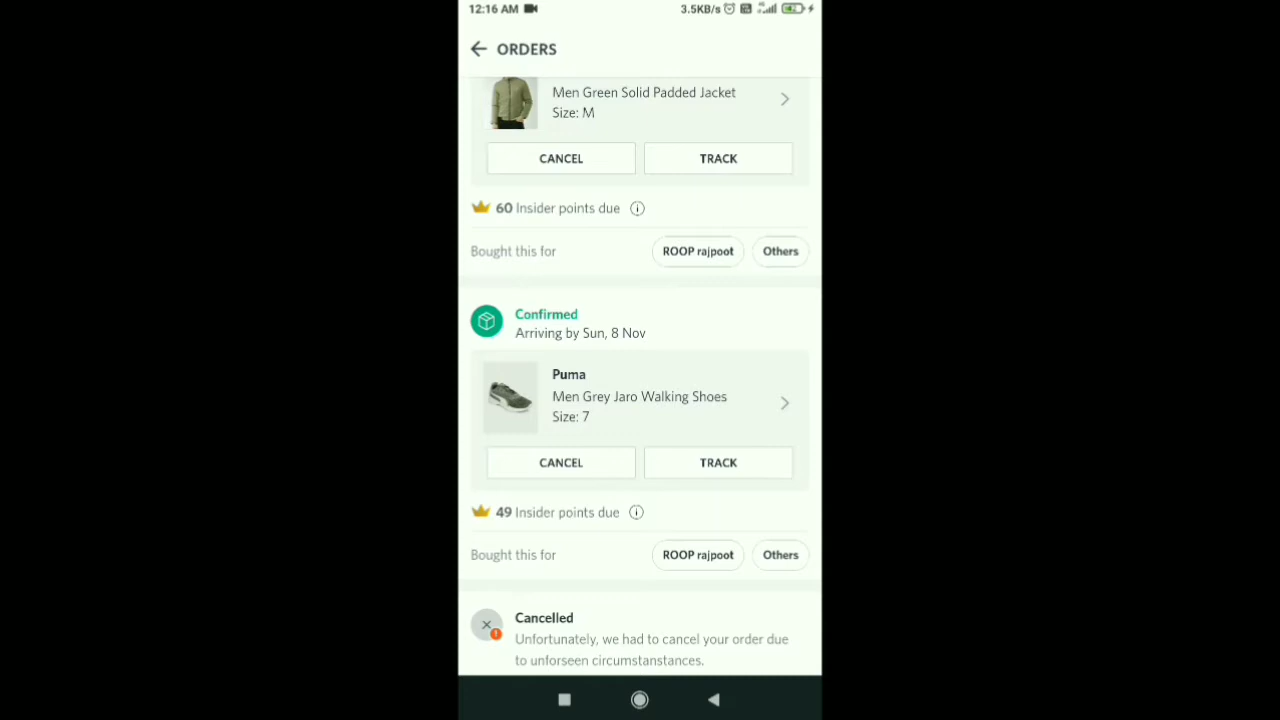 12:16 AM 3.5KB/s
ORDERS
Men Green Solid Padded Jacket
Size: M
CANCEL TRACK
60 Insider points due
Bought this for ROOP rajpoot Others
Confirmed
Arriving by Sun, 8 Nov
Puma
Men Grey Jaro Walking Shoes
Size: 7
CANCEL TRACK
49 Insider points due
Bought this for ROOP rajpoot Others
Cancelled
Unfortunately, we had to cancel your order due
to unforseen circumstanstances.